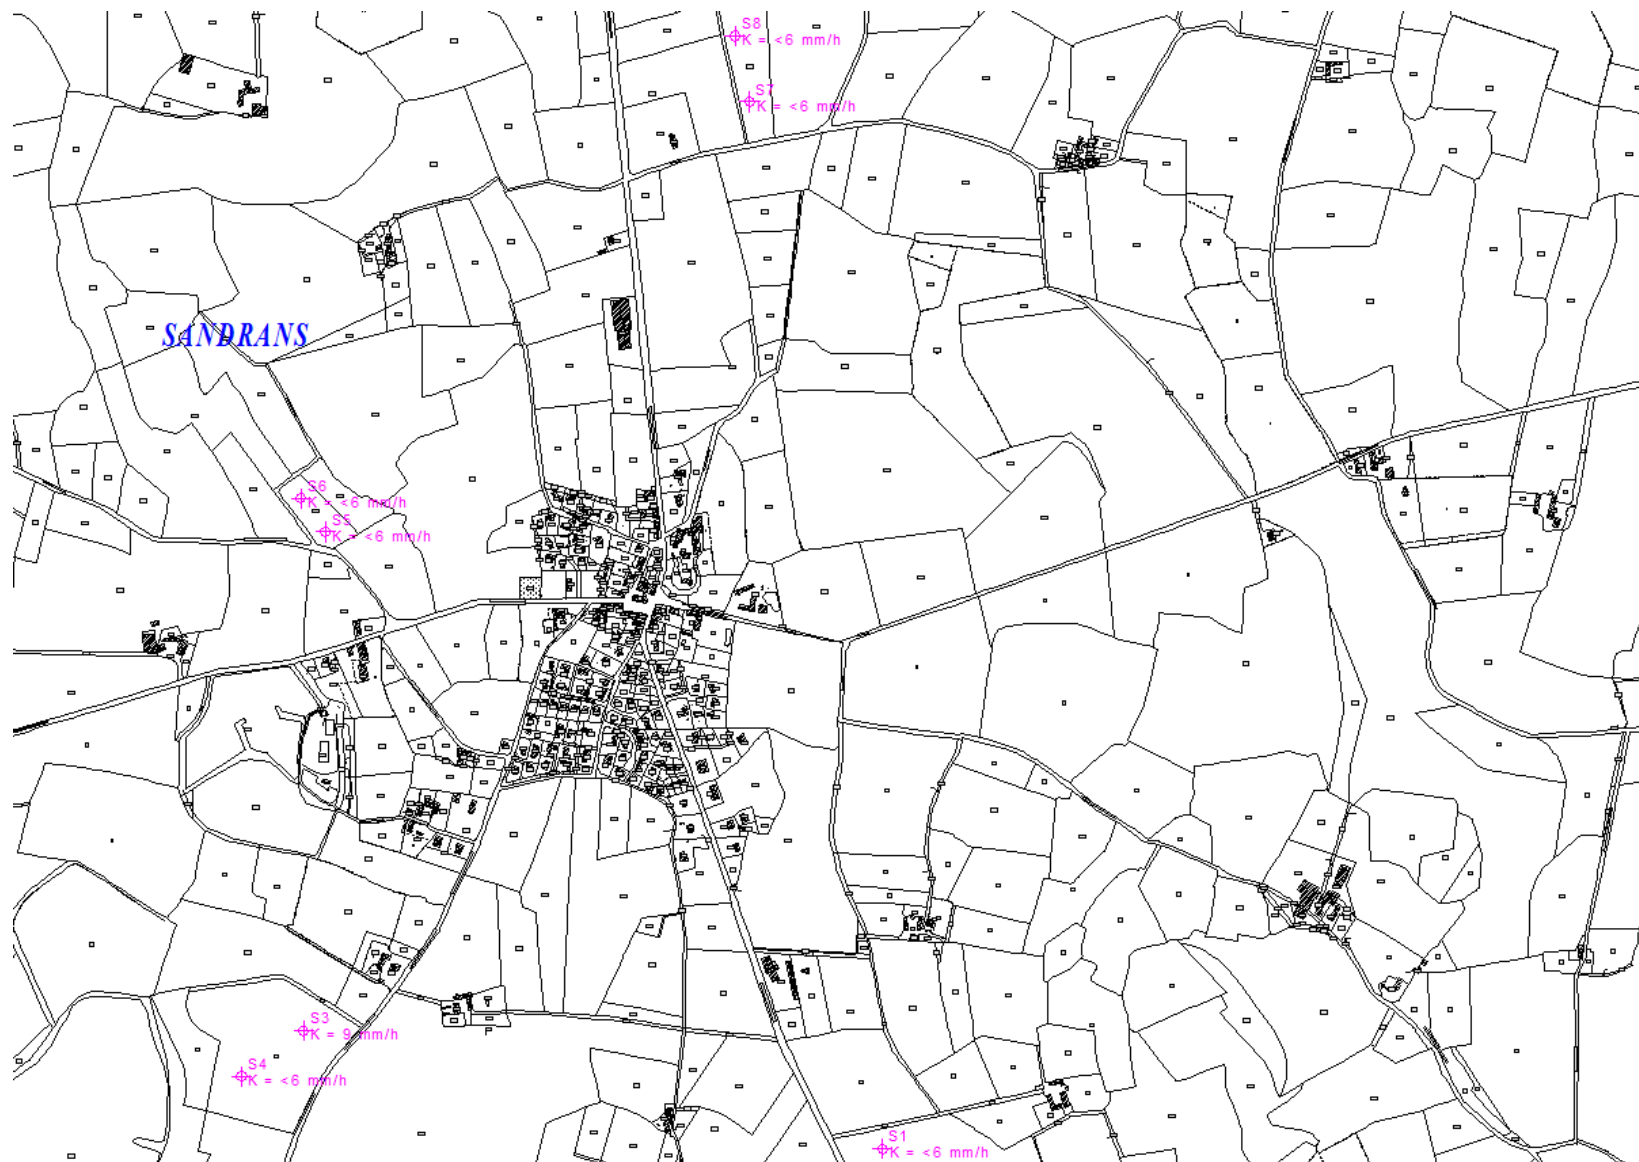 S8
K = <6 mm/h
S7
K = <6 mm/h
SANDRANS
S6
K = <6 mm/h
S5
K = <6 mm/h
S3
K = 9 mm/h
S4
K = <6 mm/h
S1
K = <6 mm/h